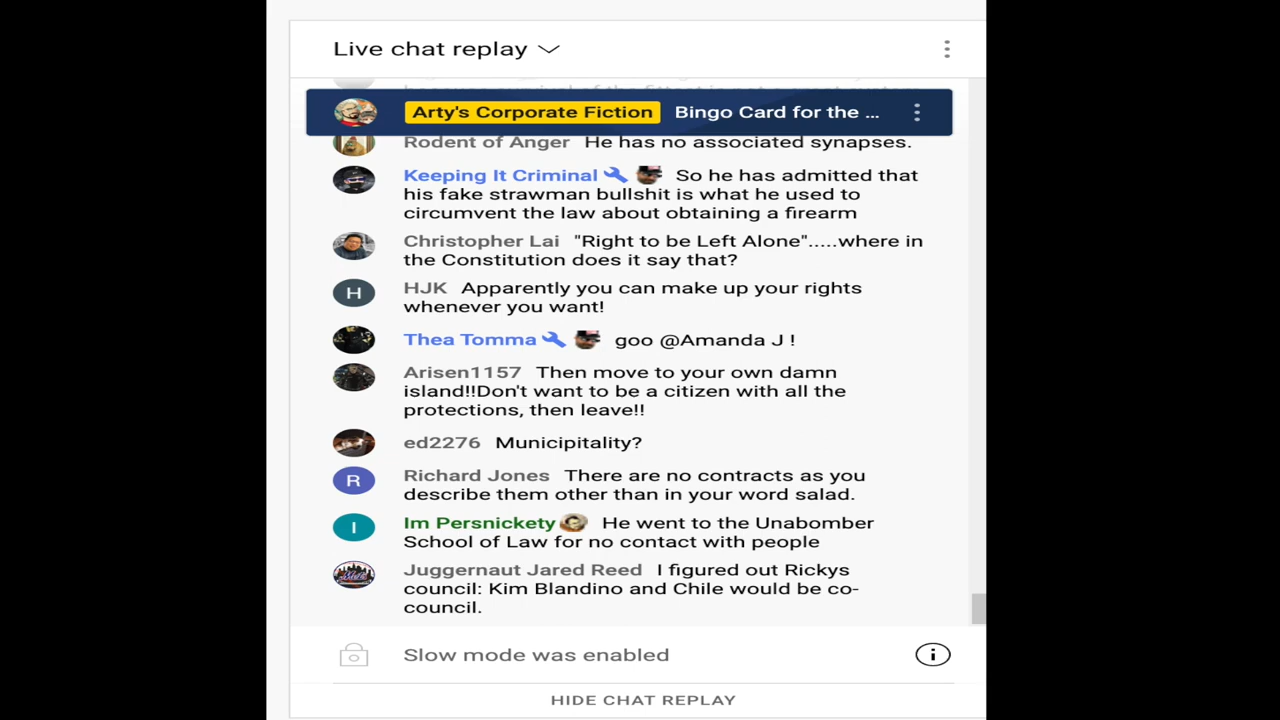 Live chat replay
Arty's Corporate Fiction Bingo Card for the ...
Rodent of Anger He has no associated synapses.
Keeping It Criminal So he has admitted that
his fake strawman bullshit is what he used to
circumvent the law about obtaining a firearm
Christopher Lai "Right to be Left Alone".....where in
the Constitution does it say that?
H HJK Apparently you can make up your rights
whenever you want!
Thea Tomma goo @Amanda J !
Arisen1157 Then move to your own damn
island!!Don't want to be a citizen with all the
protections, then leave!!
ed2276 Municipality?
R Richard Jones There are no contracts as you
describe them other than in your word salad.
I Im Persnickety He went to the Unabomber
School of Law for no contact with people
Juggernaut Jared Reed I figured out Rickys
council: Kim Blandino and Chile would be co-
council.
Slow mode was enabled
HIDE CHAT REPLAY